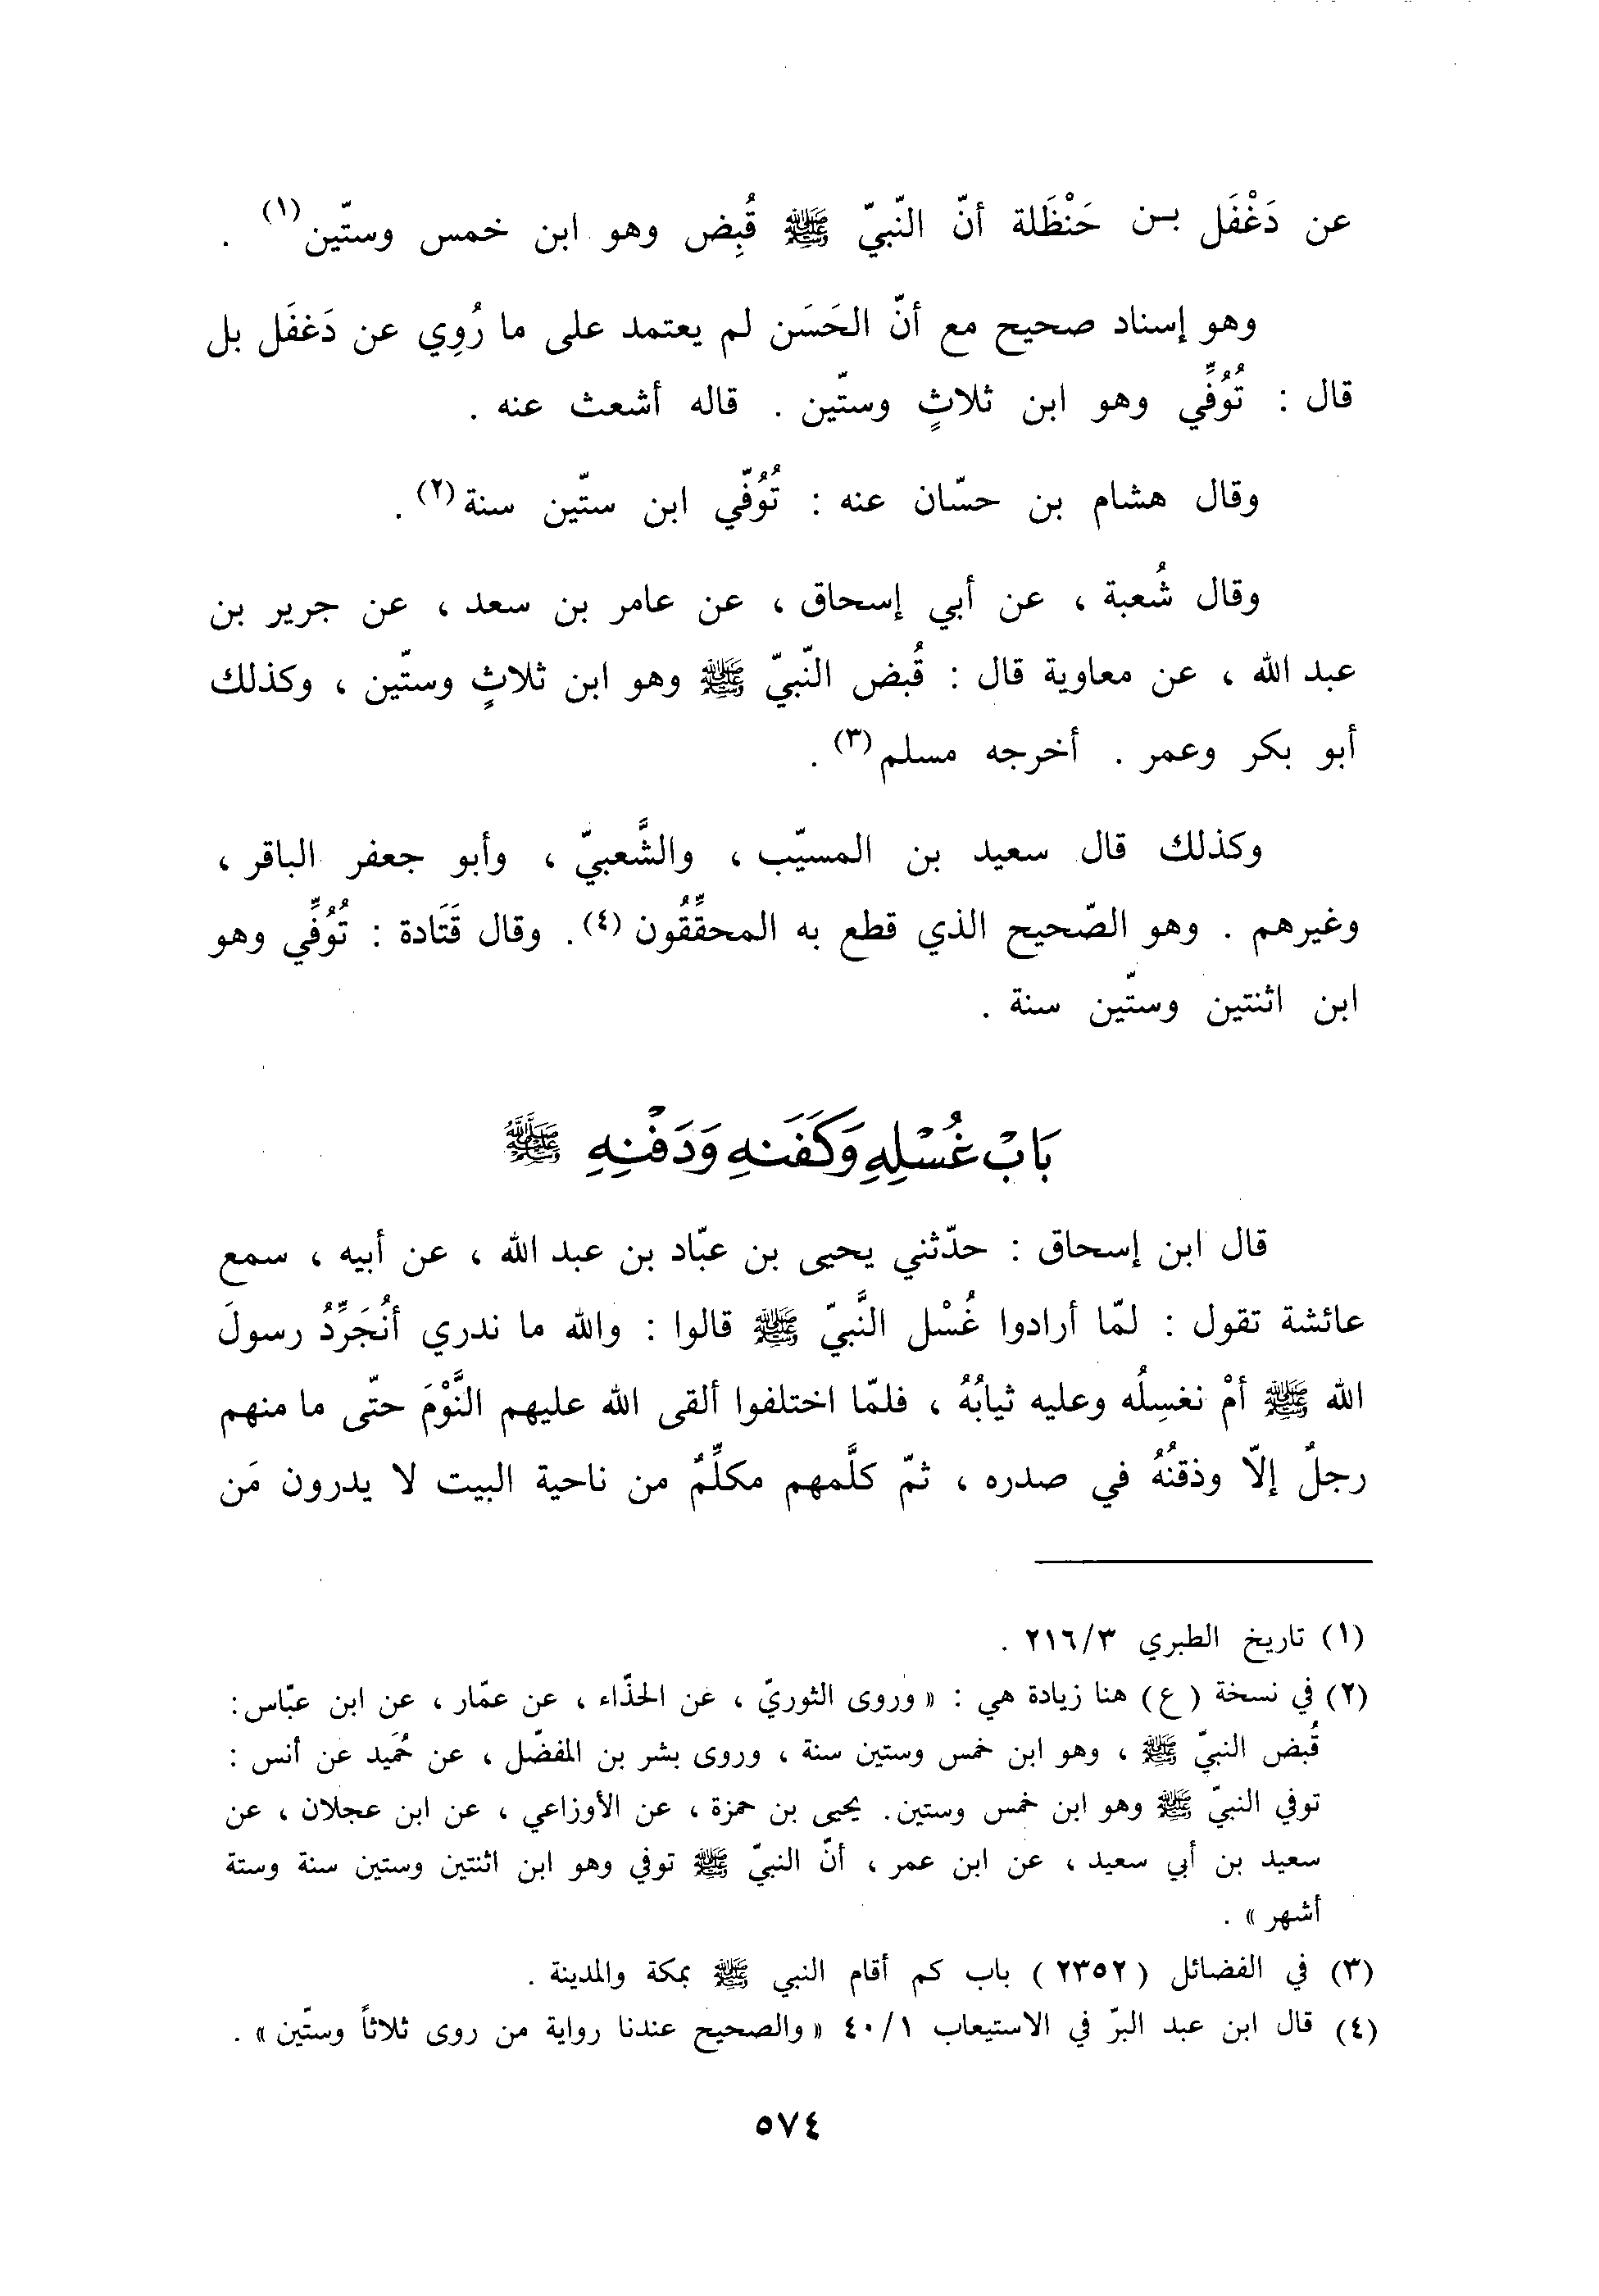 عن دَغْفَل بـن حَنْظَلة أنّ النّبيّ ﷺ قُبِض وهو ابن خمس وستّين(١) .
وهو إسناد صحيح مع أنّ الحَسَن لم يعتمد على ما رُوِي عن دَغفَل بل
قال : تُوُفِّي وهو ابن ثلاثٍ وستّين . قاله أشعث عنه .
وقال هشام بن حسّان عنه : تُوُفّي ابن ستّين سنة(٢) .
وقال شُعبة ، عن أبي إسحاق ، عن عامر بن سعد ، عن جرير بن
عبد الله ، عن معاوية قال : قُبض النّبيّ ﷺ وهو ابن ثلاثٍ وستّين ، وكذلك
أبو بكر وعمر . أخرجه مسلم(٣) .
وكذلك قال سعيد بن المسيّب ، والشَّعبيّ ، وأبو جعفر الباقر ،
وغيرهم . وهو الصّحيح الذي قطع به المحقِّقُون(٤) . وقال قَتَادة : تُوُفِّي وهو
ابن اثنتين وستّين سنة .
بَابْ غُسْلِهِ وَكَفَنِهِ وَدَفْنِهِ ﷺ
قال ابن إسحاق : حدّثني يحيى بن عبّاد بن عبد الله ، عن أبيه ، سمع
عائشة تقول : لمّا أرادوا غُسْل النَّبيّ ﷺ قالوا : والله ما ندري أنُجَرِّدُ رسولَ
الله ﷺ أمْ نغسِلُه وعليه ثيابُهُ ، فلمّا اختلفوا ألقى الله عليهم النَّوْمَ حتّى ما منهم
رجلٌ إلاّ وذقنُهُ في صدره ، ثمّ كلَّمهم مكلِّمٌ من ناحية البيت لا يدرون مَن
(١) تاريخ الطبري ٢١٦/٣ .
(٢) في نسخة ( ع ) هنا زيادة هي : « وروى الثوريّ ، عن الحذّاء ، عن عمّار ، عن ابن عبّاس :
قُبض النبيّ ﷺ ، وهو ابن خمس وستين سنة ، وروى بشر بن المفضّل ، عن حُمَيد عن أنس :
توفي النبيّ ﷺ وهو ابن خمس وستين. يحيى بن حمزة ، عن الأوزاعي ، عن ابن عجلان ، عن
سعيد بن أبي سعيد ، عن ابن عمر ، أنّ النبيّ ﷺ توفي وهو ابن اثنتين وستين سنة وستة
أشهر » .
(٣) في الفضائل ( ٢٣٥٢ ) باب كم أقام النبي ﷺ بمكة والمدينة .
(٤) قال ابن عبد البرّ في الاستيعاب ٤٠/١ « والصحيح عندنا رواية من روى ثلاثاً وستّين » .
٥٧٤